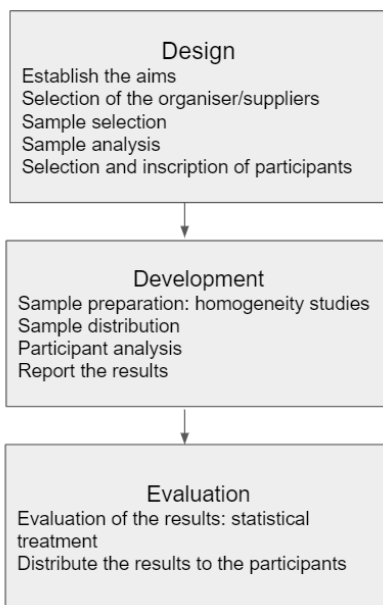 Design
Establish the aims
Selection of the organiser/suppliers
Sample selection
Sample analysis
Selection and inscription of participants
Development
Sample preparation: homogeneity studies
Sample distribution
Participant analysis
Report the results
Evaluation
Evaluation of the results: statistical
treatment
Distribute the results to the participants